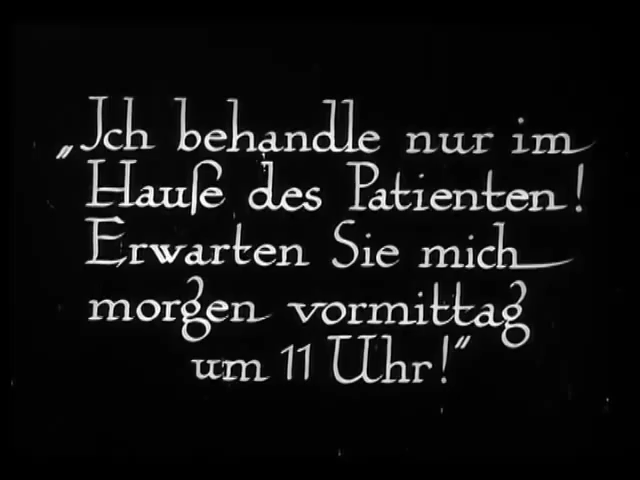 „Ich behandle nur im
Hauſe des Patienten!
Erwarten Sie mich
morgen vormittag
um 11 Uhr!“